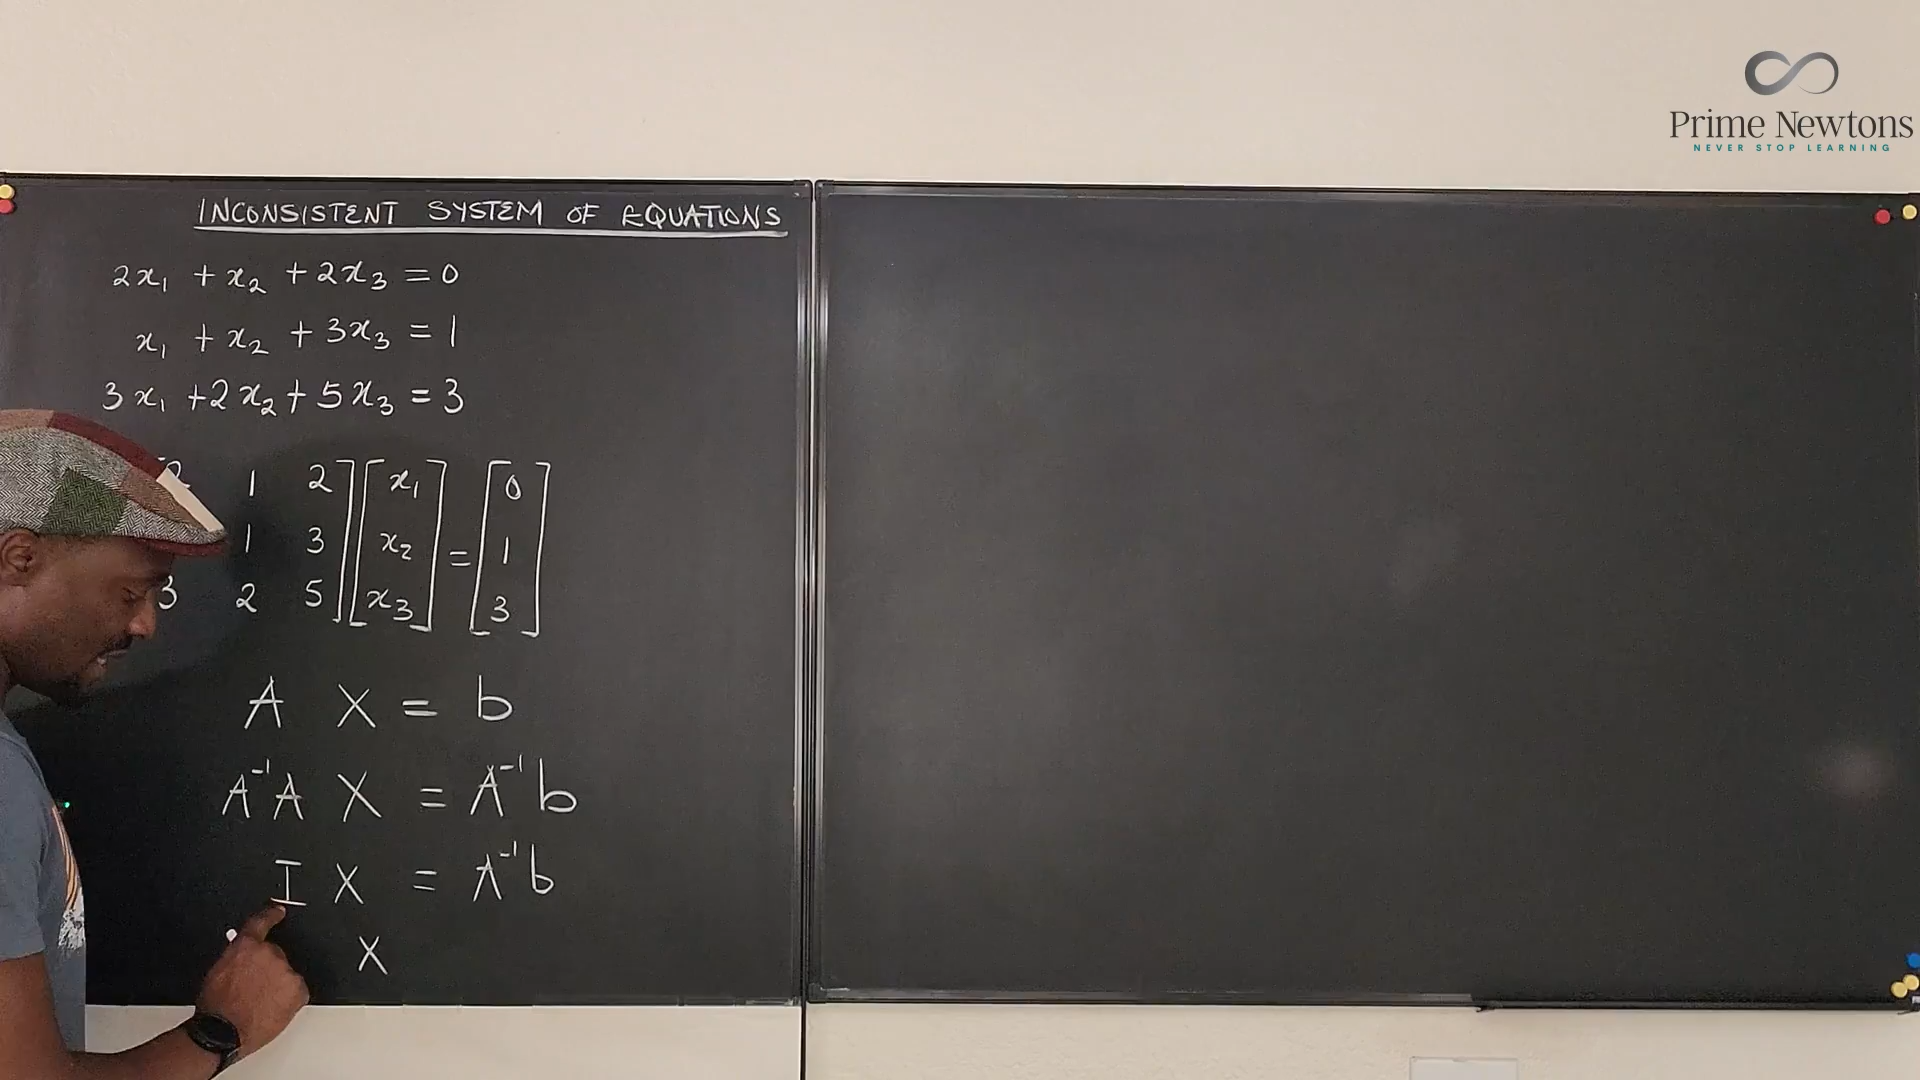 Prime Newtons
NEVER STOP LEARNING
INCONSISTENT SYSTEM OF EQUATIONS
2x₁ + x₂ + 2x₃ = 0
x₁ + x₂ + 3x₃ = 1
3x₁ + 2x₂ + 5x₃ = 3
2 1 2 x₁ 0
1 3 x₂ = 1
3 2 5 x₃ 3
A X = b
A⁻¹A X = A⁻¹b
I X = A⁻¹b
X